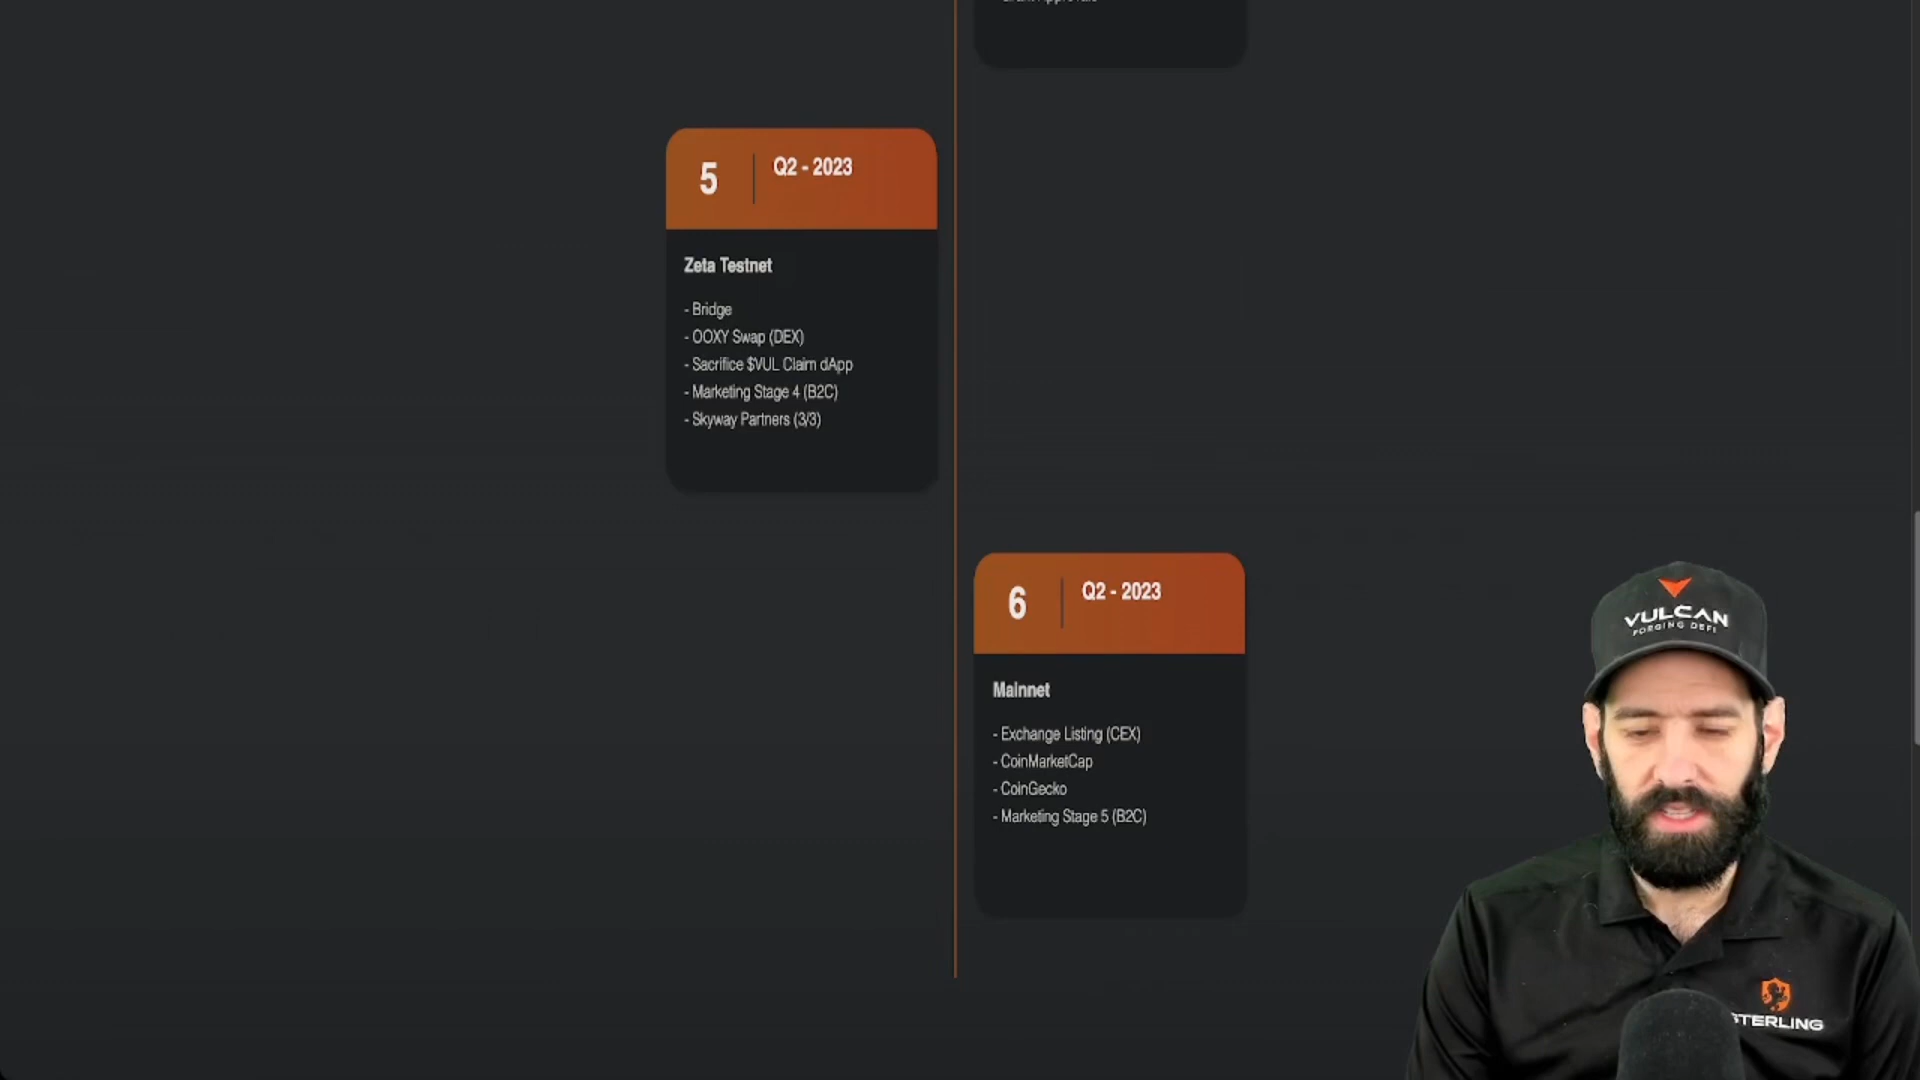 5
Q2 - 2023
Zeta Testnet
- Bridge
- OOXY Swap (DEX)
- Sacrifice $VUL Claim dApp
- Marketing Stage 4 (B2C)
- Skyway Partners (3/3)
6
Q2 - 2023
Mainnet
- Exchange Listing (CEX)
- CoinMarketCap
- CoinGecko
- Marketing Stage 5 (B2C)
VULCAN
FORGING DEFI
STERLING